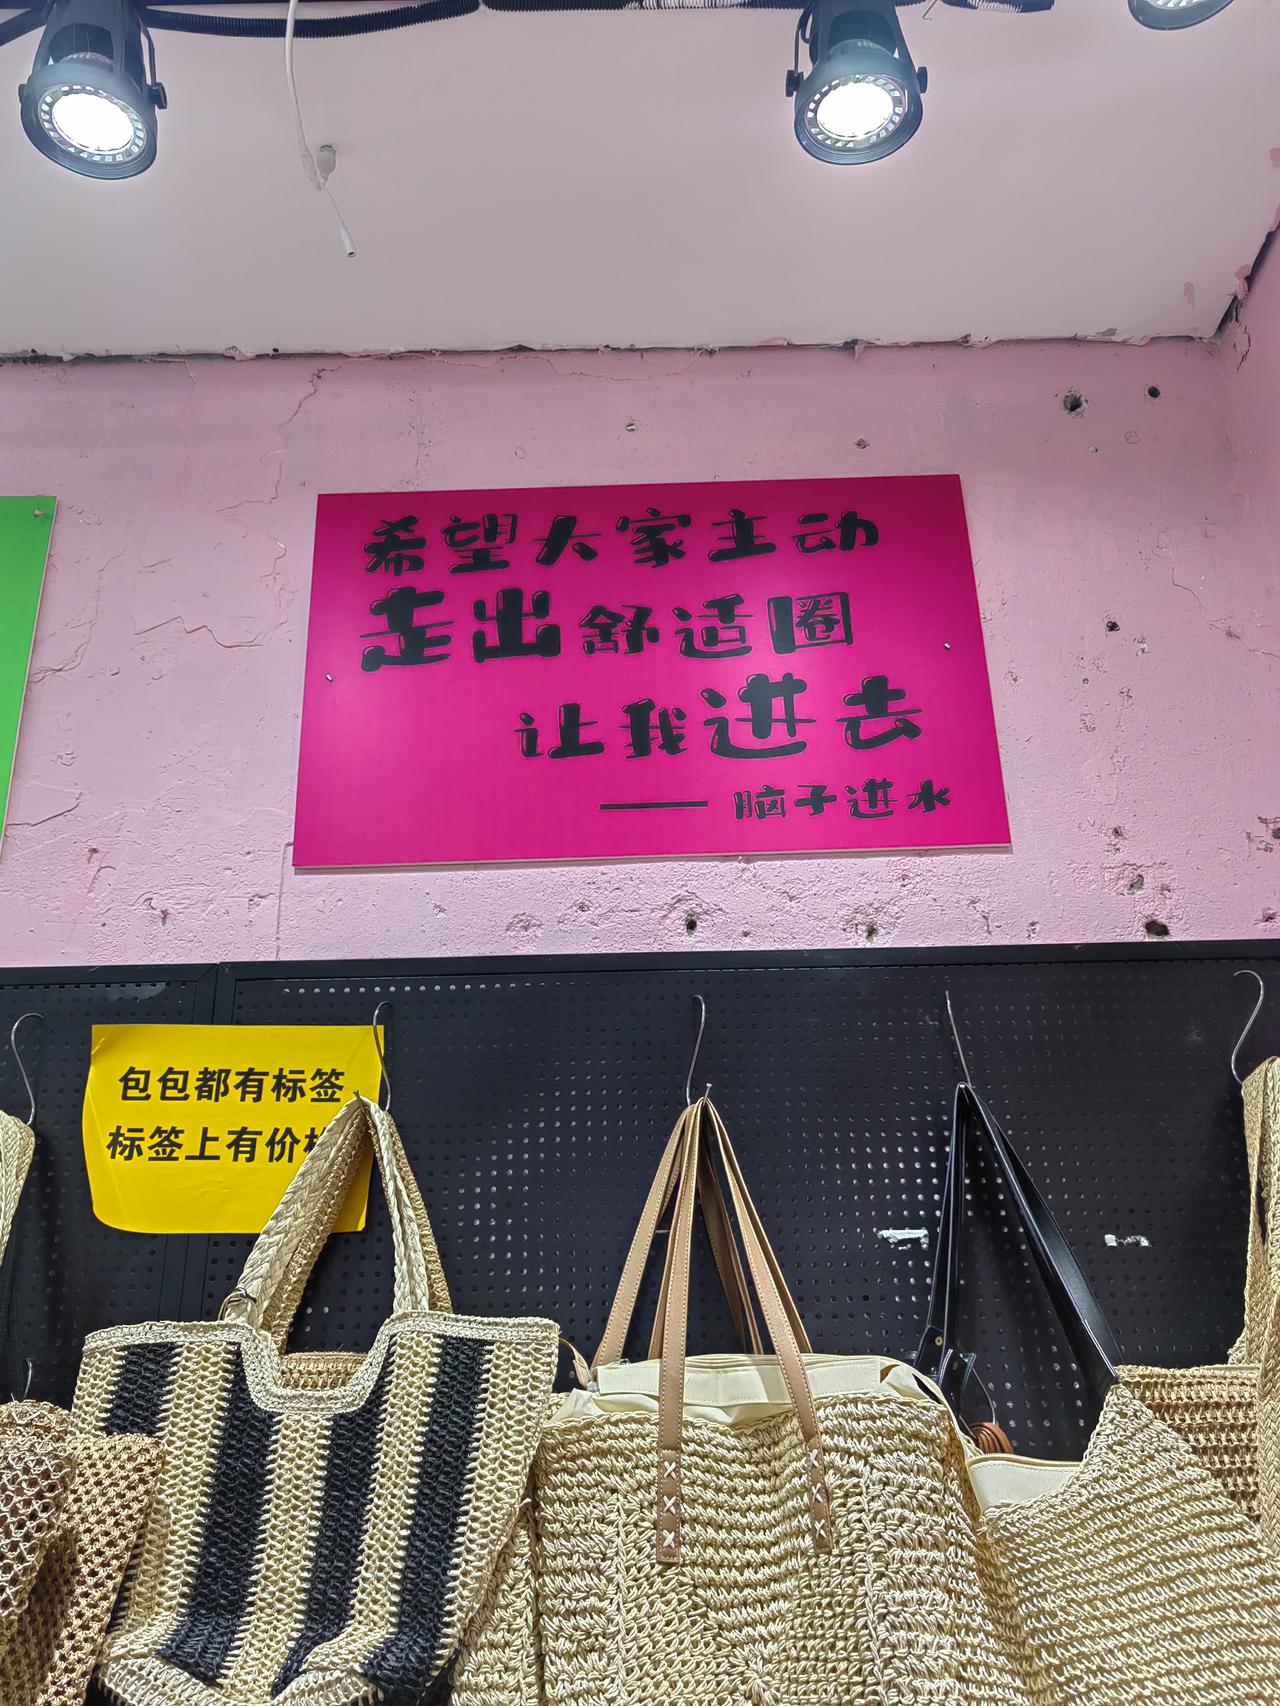 希望大家主动
走出舒适圈
让我进去
—— 脑子进水
包包都有标签
标签上有价